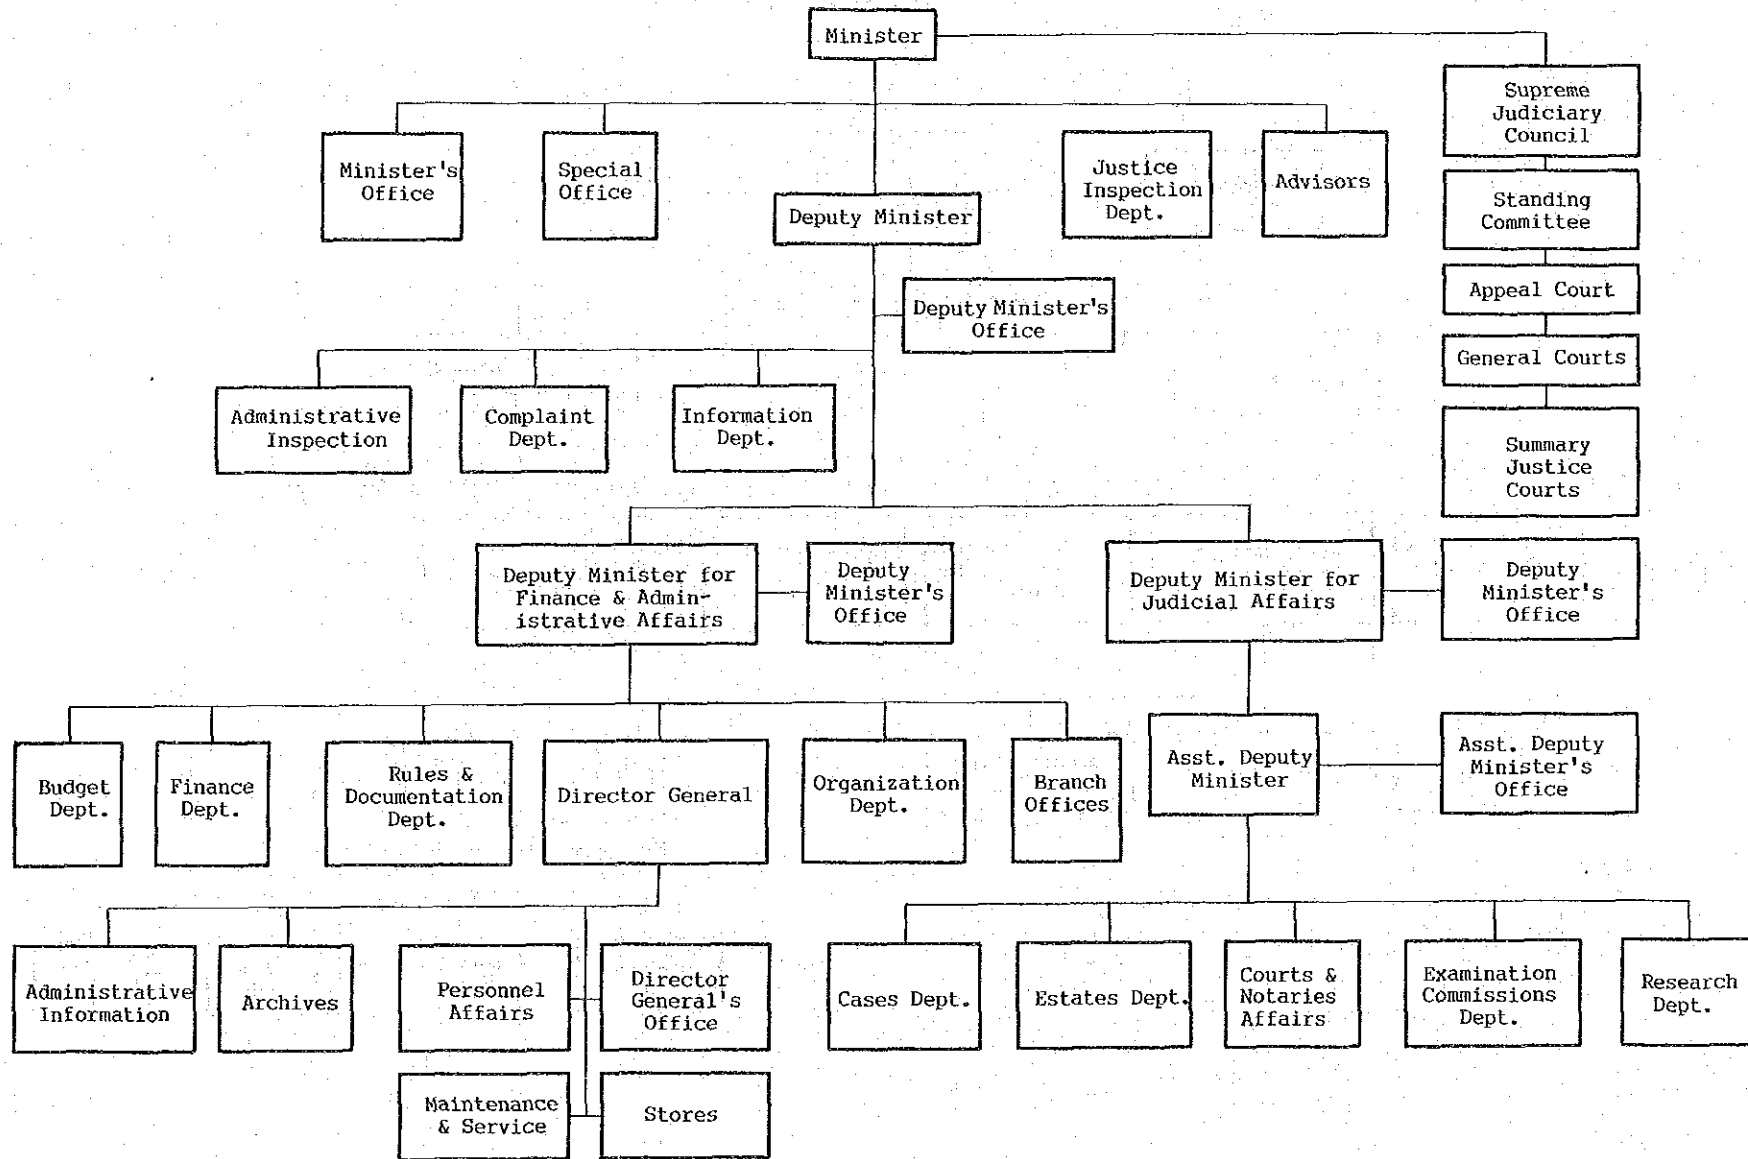 Minister
Supreme
Judiciary
Council
Minister's
Office
Special
Office
Justice
Inspection
Dept.
Advisors
Standing
Committee
Deputy Minister
Deputy Minister's
Office
Appeal Court
General Courts
Administrative
Inspection
Complaint
Dept.
Information
Dept.
Summary
Justice
Courts
Deputy Minister for
Finance & Admin-
istrative Affairs
Deputy
Minister's
Office
Deputy Minister for
Judicial Affairs
Deputy
Minister's
Office
Budget
Dept.
Finance
Dept.
Rules &
Documentation
Dept.
Director General
Organization
Dept.
Branch
Offices
Asst. Deputy
Minister
Asst. Deputy
Minister's
Office
Administrative
Information
Archives
Personnel
Affairs
Director
General's
Office
Cases Dept.
Estates Dept.
Courts &
Notaries
Affairs
Examination
Commissions
Dept.
Research
Dept.
Maintenance
& Service
Stores